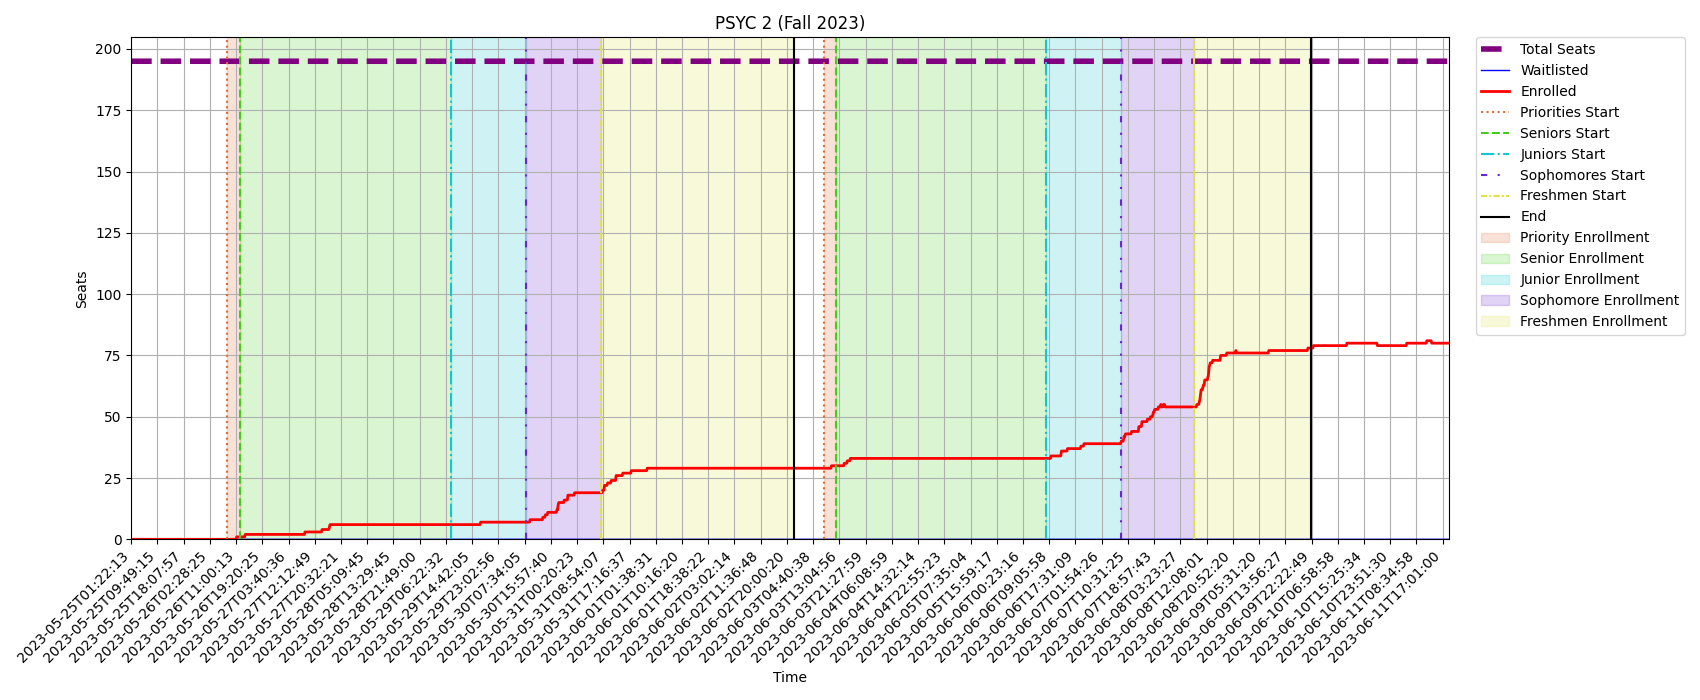 PSYC 2 (Fall 2023)
Seats
200
175
150
125
100
75
50
25
0
2023-05-25T01:22:13
2023-05-25T09:49:15
2023-05-25T18:07:57
2023-05-26T02:28:25
2023-05-26T11:00:13
2023-05-26T19:20:23
2023-05-27T03:40:36
2023-05-27T12:12:49
2023-05-27T20:32:21
2023-05-28T05:09:45
2023-05-28T13:29:45
2023-05-28T21:49:00
2023-05-29T06:22:32
2023-05-29T14:42:05
2023-05-29T23:02:56
2023-05-30T07:34:05
2023-05-30T15:57:40
2023-05-31T00:20:23
2023-05-31T08:54:07
2023-05-31T17:16:37
2023-06-01T01:38:31
2023-06-01T10:16:20
2023-06-01T18:38:22
2023-06-02T03:02:14
2023-06-02T11:36:48
2023-06-02T20:00:20
2023-06-03T04:40:38
2023-06-03T13:04:56
2023-06-03T21:27:59
2023-06-04T06:08:59
2023-06-04T14:32:14
2023-06-04T22:55:23
2023-06-05T07:35:04
2023-06-05T15:59:17
2023-06-06T00:23:16
2023-06-06T09:05:58
2023-06-06T17:31:09
2023-06-07T01:54:26
2023-06-07T10:31:25
2023-06-07T18:57:43
2023-06-08T03:23:27
2023-06-08T12:08:01
2023-06-08T20:52:20
2023-06-09T05:31:20
2023-06-09T13:56:27
2023-06-09T22:22:49
2023-06-10T06:58:58
2023-06-10T15:25:34
2023-06-10T23:51:30
2023-06-11T08:34:58
2023-06-11T17:01:00
Time
Total Seats
Waitlisted
Enrolled
Priorities Start
Seniors Start
Juniors Start
Sophomores Start
Freshmen Start
End
Priority Enrollment
Senior Enrollment
Junior Enrollment
Sophomore Enrollment
Freshmen Enrollment